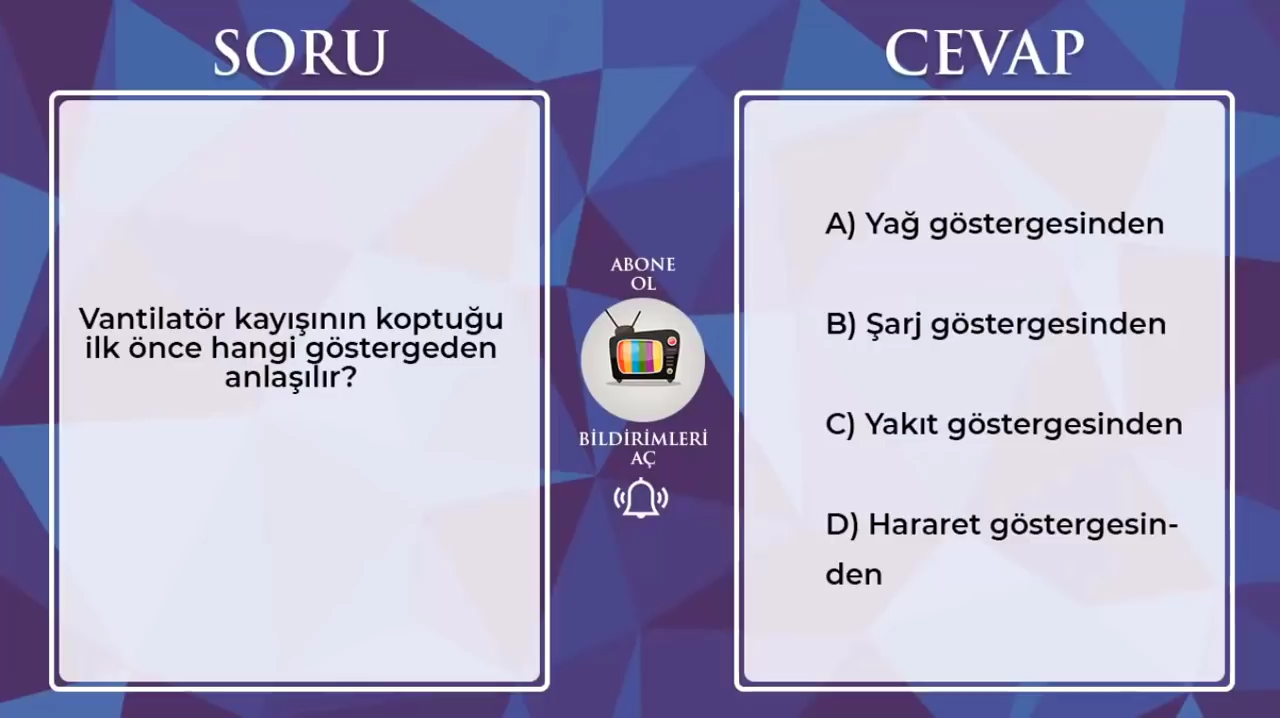 SORU
Vantilatör kayışının koptuğu
ilk önce hangi göstergeden
anlaşılır?
ABONE
OL
BİLDİRİMLERİ
AÇ
CEVAP
A) Yağ göstergesinden
B) Şarj göstergesinden
C) Yakıt göstergesinden
D) Hararet göstergesin-
den